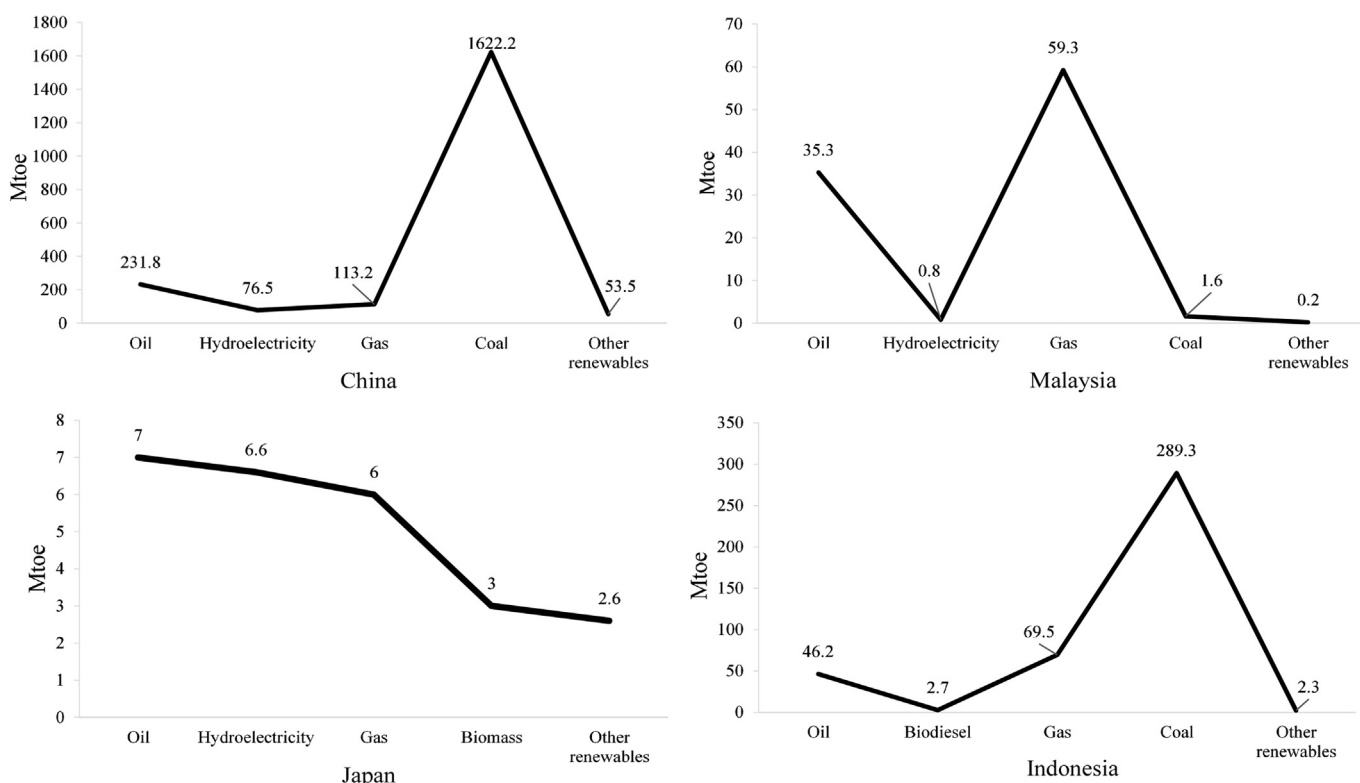 1800
1600
1400
1200
1000
800
600
400
200
0
Mtoe
231.8
76.5
113.2
1622.2
53.5
Oil
Hydroelectricity
Gas
Coal
Other
renewables
China
70
60
50
40
30
20
10
0
Mtoe
35.3
0.8
59.3
1.6
0.2
Oil
Hydroelectricity
Gas
Coal
Other
renewables
Malaysia
8
7
6
5
4
3
2
1
0
Mtoe
7
6.6
6
3
2.6
Oil
Hydroelectricity
Gas
Biomass
Other
renewables
Japan
350
300
250
200
150
100
50
0
Mtoe
46.2
2.7
69.5
289.3
2.3
Oil
Biodiesel
Gas
Coal
Other
renewables
Indonesia